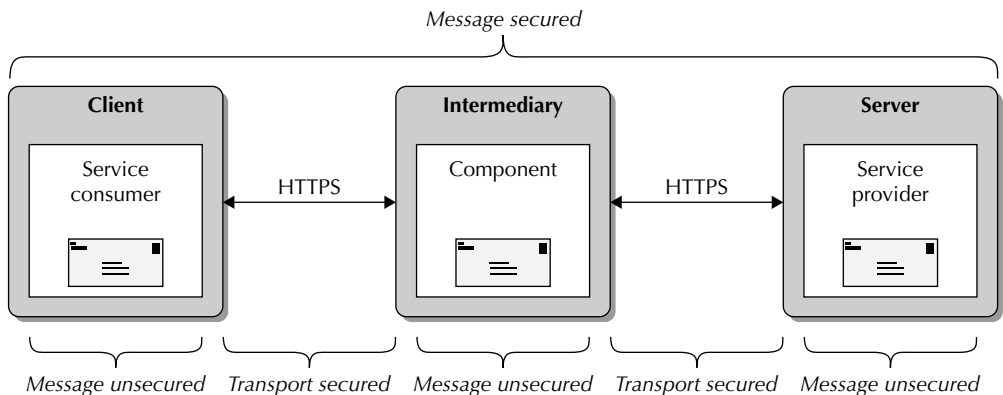 Message secured
Client
Intermediary
Server
Service
consumer
HTTPS
Component
HTTPS
Service
provider
Message unsecured
Transport secured
Message unsecured
Transport secured
Message unsecured